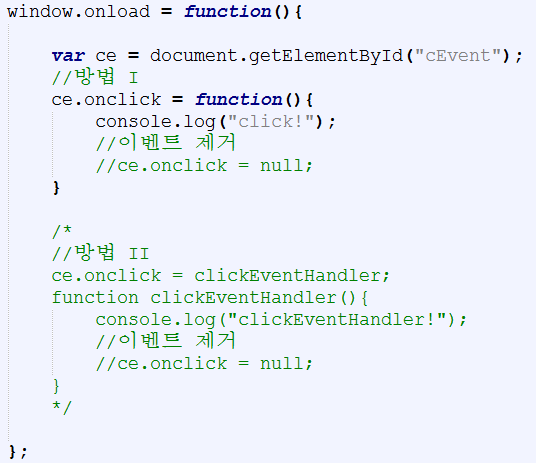 window.onload = function(){
var ce = document.getElementById("cEvent");
//방법 I
ce.onclick = function(){
console.log("click!");
//이벤트 제거
//ce.onclick = null;
}
/*
//방법 II
ce.onclick = clickEventHandler;
function clickEventHandler(){
console.log("clickEventHandler!");
//이벤트 제거
//ce.onclick = null;
}
*/
};